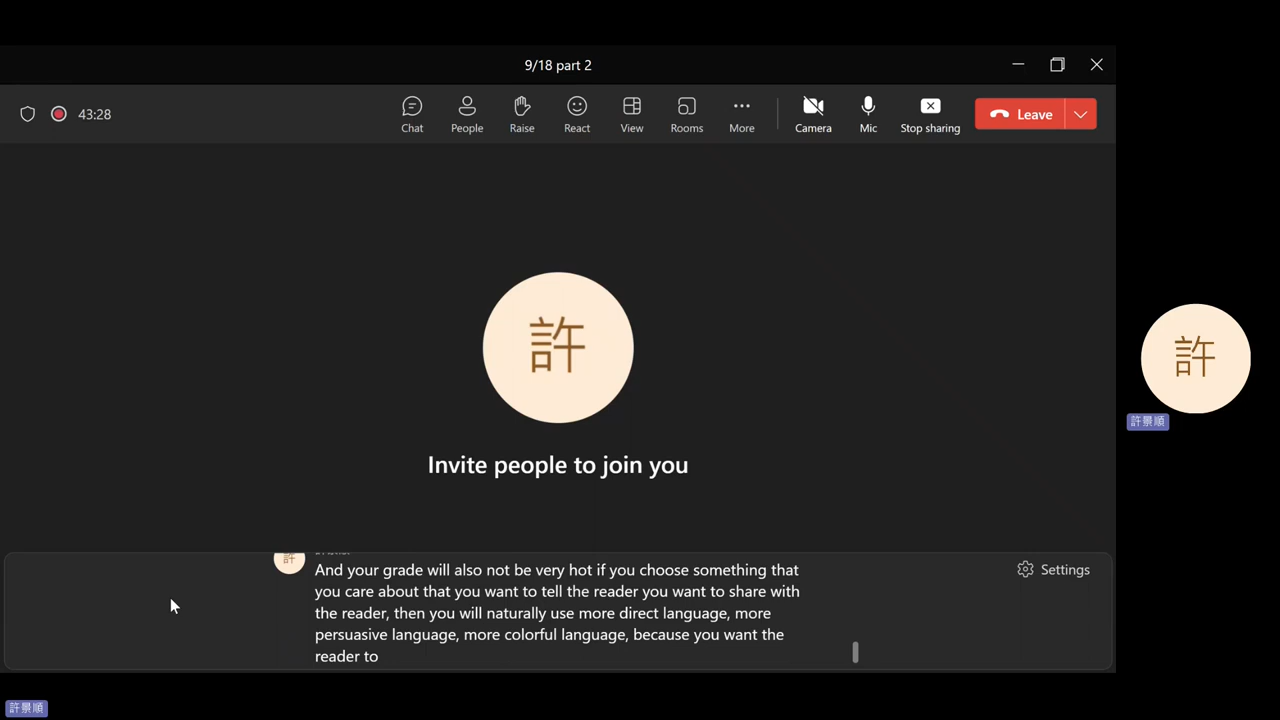 9/18 part 2
43:28
Chat
People
Raise
React
View
Rooms
More
Camera
Mic
Stop sharing
Leave
許
Invite people to join you
許
許景順
許
And your grade will also not be very hot if you choose something that
you care about that you want to tell the reader you want to share with
the reader, then you will naturally use more direct language, more
persuasive language, more colorful language, because you want the
reader to
Settings
許景順